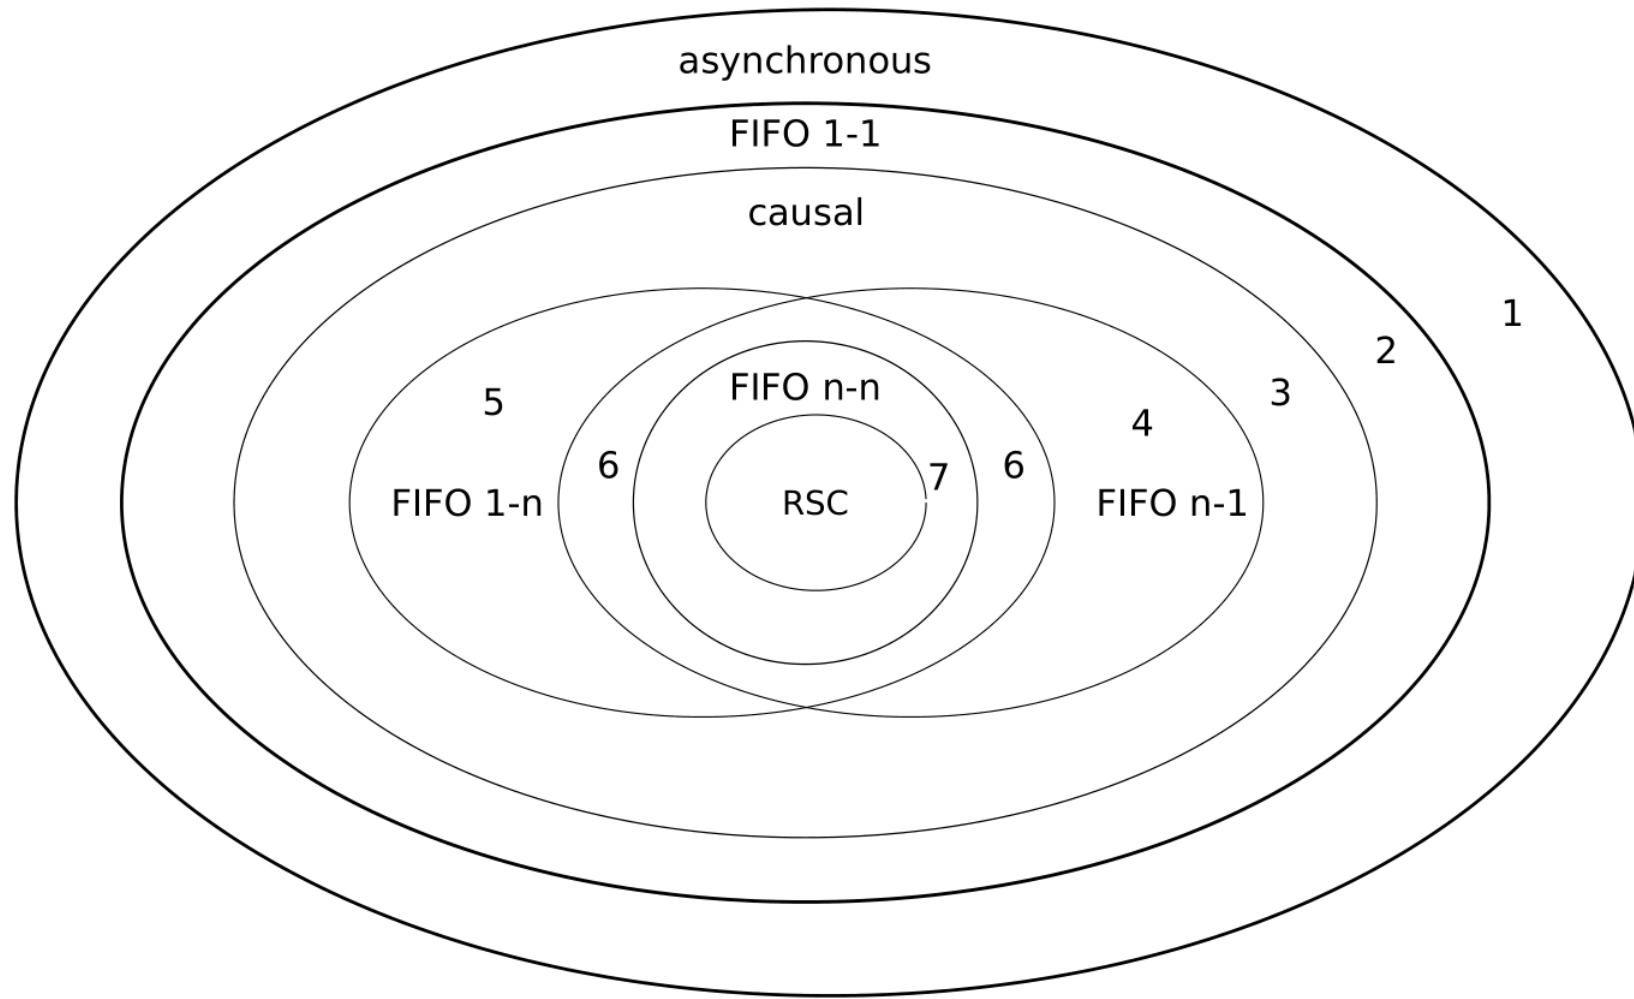 asynchronous
FIFO 1-1
causal
1
2
3
FIFO n-n
5
4
6
7
6
FIFO 1-n
RSC
FIFO n-1